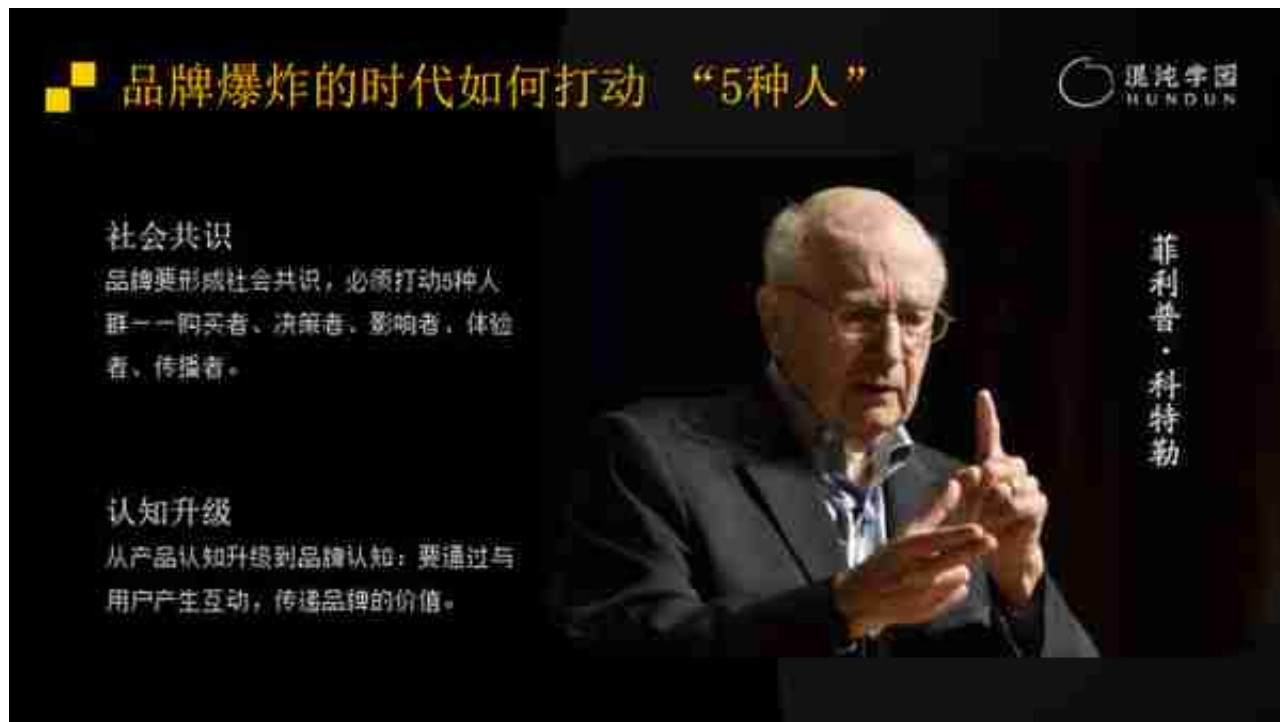 品牌爆炸的时代如何打动 “5种人”
混沌学园
HUNDUN
社会共识
品牌要形成社会共识，必须打动5种人
群——购买者、决策者、影响者、体验
者、传播者。
菲利普·科特勒
认知升级
从产品认知升级到品牌认知：要通过与
用户产生互动，传递品牌的价值。